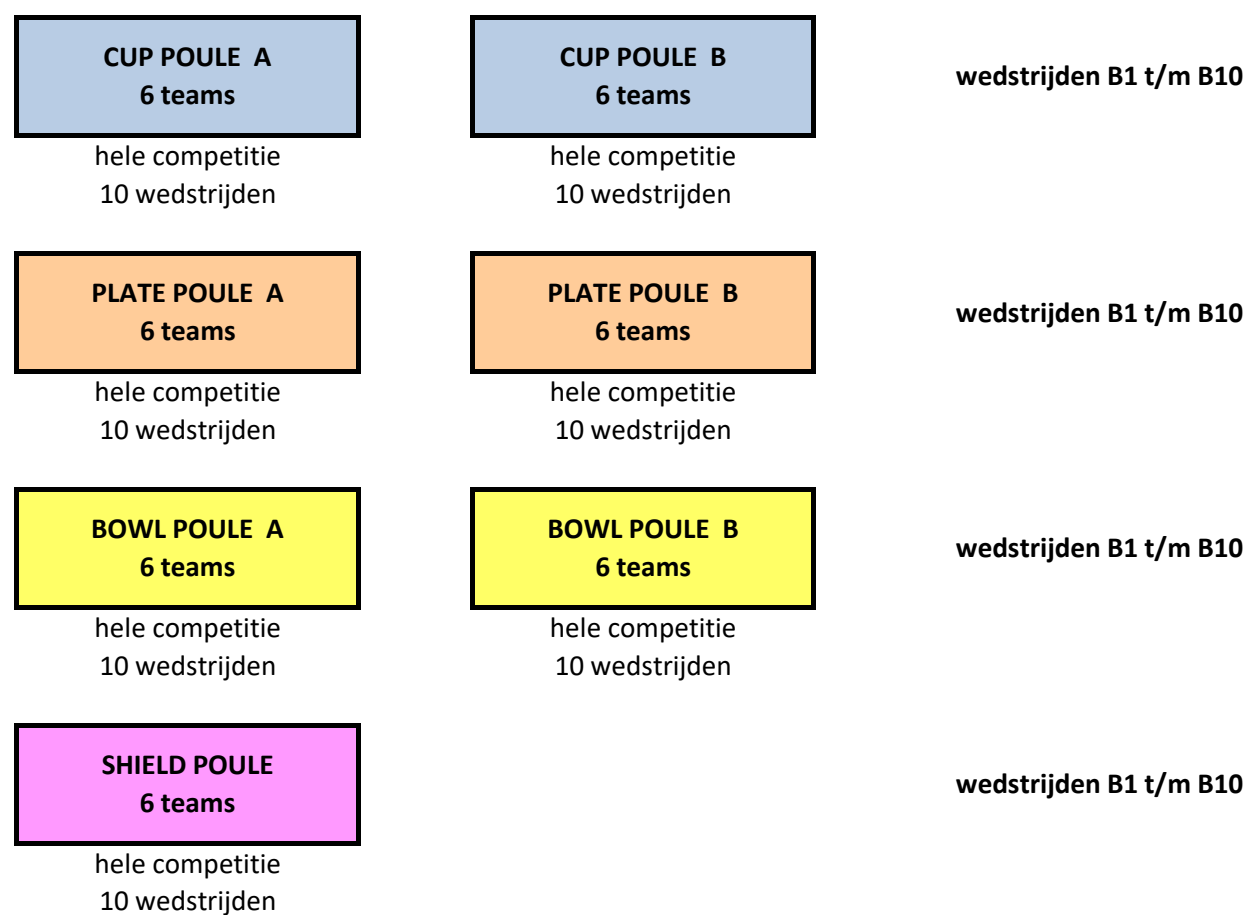 CUP POULE A
6 teams
hele competitie
10 wedstrijden
CUP POULE B
6 teams
hele competitie
10 wedstrijden
wedstrijden B1 t/m B10
PLATE POULE A
6 teams
hele competitie
10 wedstrijden
PLATE POULE B
6 teams
hele competitie
10 wedstrijden
wedstrijden B1 t/m B10
BOWL POULE A
6 teams
hele competitie
10 wedstrijden
BOWL POULE B
6 teams
hele competitie
10 wedstrijden
wedstrijden B1 t/m B10
SHIELD POULE
6 teams
hele competitie
10 wedstrijden
wedstrijden B1 t/m B10